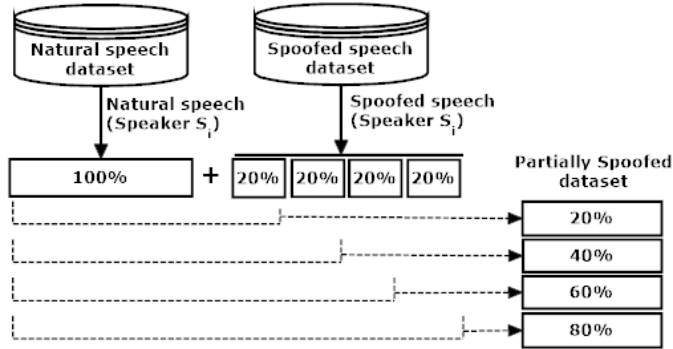 Natural speech
dataset
Spoofed speech
dataset
Natural speech
(Speaker Si)
Spoofed speech
(Speaker Si)
100% + 20% 20% 20% 20%
Partially Spoofed
dataset
20%
40%
60%
80%